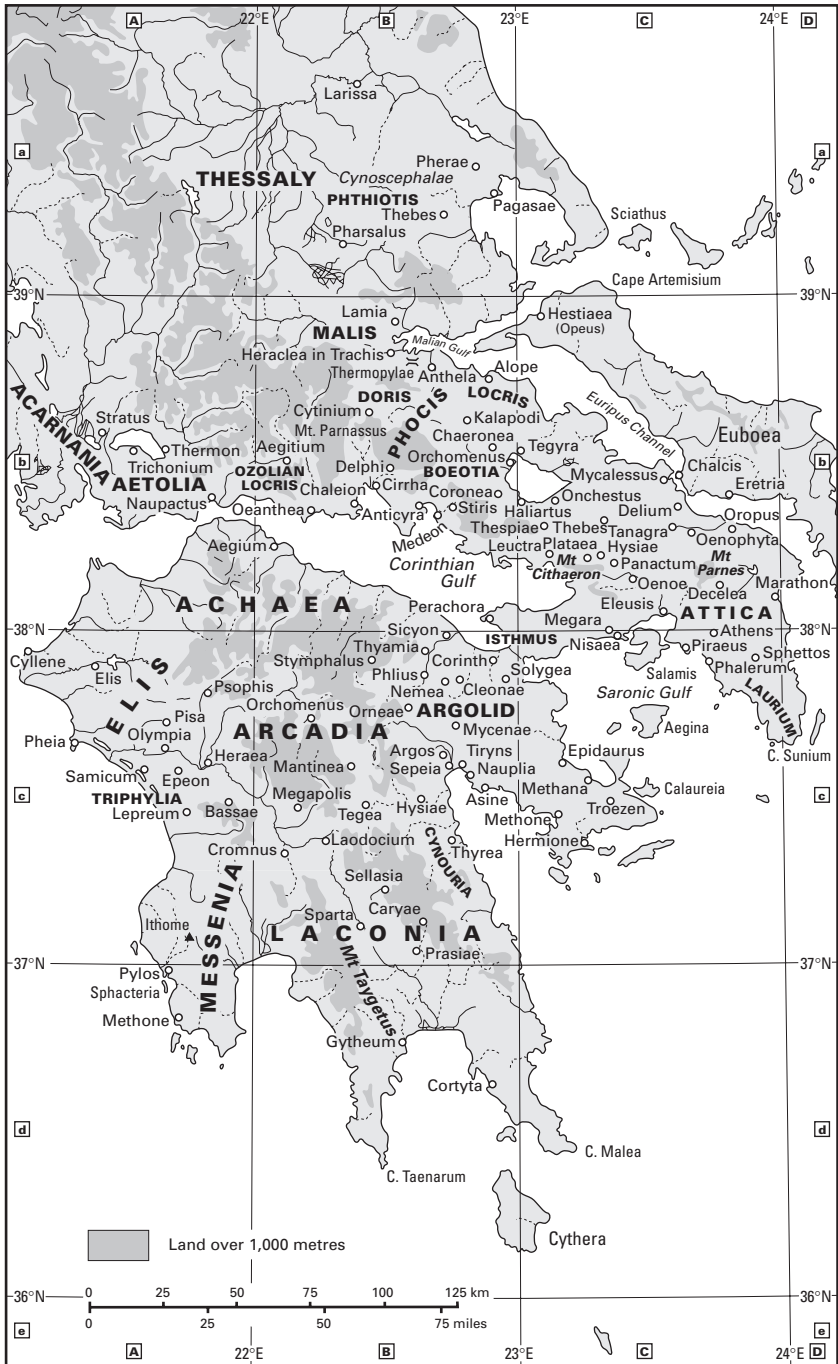 A 22°E B 23°E C 24°E D
Larissa
a a
Pherae
THESSALY Cynoscephalae
PHTHIOTIS
Thebes
Pagasae
Sciathus
Pharsalus
Cape Artemisium
39°N 39°N
Lamia
Hestiaea
(Opeus)
MALIS
Malian Gulf
Heraclea in Trachis
Thermopylae
Anthela
Alope
ACARNANIA
DORIS
LOCRIS
PHOCIS
Euripus Channel
Cytinium
Kalapodi
Stratus
Mt. Parnassus
Chaeronea
Euboea
Thermon
Aegitium
Orchomenus
Tegyra
b b
Trichonium
OZOLIAN
LOCRIS
Delphi
BOEOTIA
Mycalessus
Chalcis
AETOLIA
Cirrha
Chaleion
Coronea
Onchestus
Eretria
Naupactus
Oeanthea
Anticyra
Stiris
Haliartus
Delium
Oropus
Medeon
Thespiae
Thebes
Tanagra
Oenophyta
Leuctra
Plataea
Hysiae
Aegium
Corinthian
Gulf
Mt
Cithaeron
Panactum
Mt
Parnes
Oenoe
Decelea
Marathon
ACHAEA
Perachora
Eleusis
ATTICA
Megara
38°N 38°N
Sicyon
ISTHMUS
Nisaea
Athens
Thyamia
Piraeus
Cyllene
Elis
Stymphalus
Corinth
Solygea
Salamis
Sphettos
Phalerum
ELIS
Phlius
Nemea
Cleonae
Saronic Gulf
LAURIUM
Psophis
Orchomenus
Orneae
ARGOLID
Aegina
Pisa
ARCADIA
Mycenae
Olympia
Pheia
C. Sunium
Heraea
Argos
Tiryns
Epidaurus
Samicum
Epeon
Mantinea
Sepeia
Nauplia
Calaureia
c c
TRIPHYLIA
Megapolis
Asine
Methana
Lepreum
Bassae
Tegea
Hysiae
Methone
Troezen
Cromnus
Laodocium
CYNOURIA
Thyrea
Hermione
Sellasia
MESSENIA
Ithome
Sparta
Caryae
LACONIA
Prasiae
37°N 37°N
Pylos
Sphacteria
Mt Taygetus
Methone
Gytheum
Cortyta
d d
C. Malea
C. Taenarum
Land over 1,000 metres
Cythera
36°N 36°N
0 25 50 75 100 125 km
0 25 50 75 miles
e e
A 22°E B 23°E C 24°E D